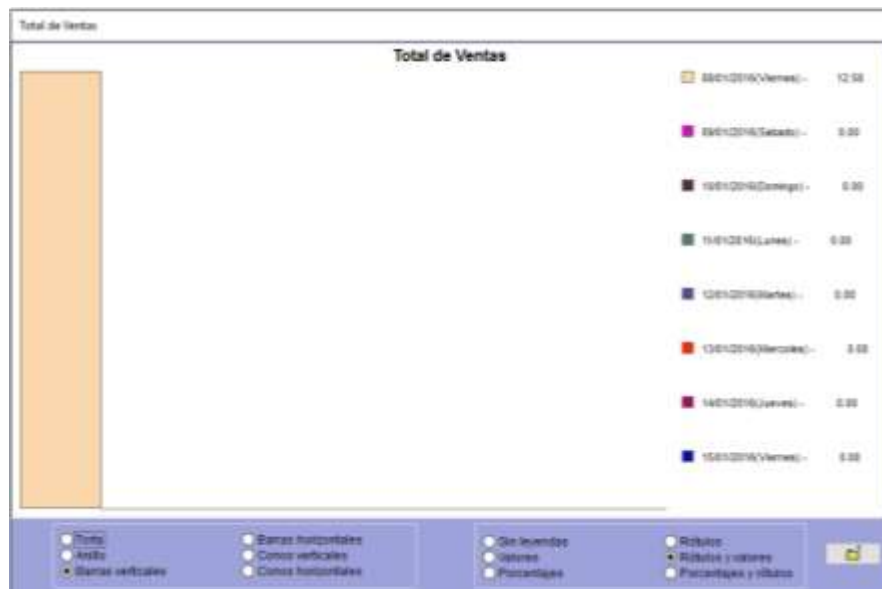 Total de Ventas
Total de Ventas
08/01/2016(Viernes) - 12.50
09/01/2016(Sabado) - 0.00
10/01/2016(Domingo) - 0.00
11/01/2016(Lunes) - 0.00
12/01/2016(Martes) - 0.00
13/01/2016(Miercoles) - 0.00
14/01/2016(Jueves) - 0.00
15/01/2016(Viernes) - 0.00
Torta
Anillo
Barras verticales
Barras horizontales
Conos verticales
Conos horizontales
Sin leyendas
Valores
Porcentajes
Rótulos
Rótulos y valores
Porcentajes y rótulos